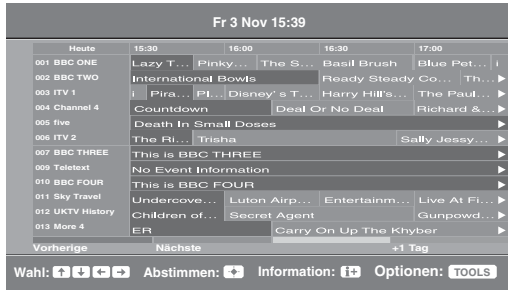 Fr 3 Nov 15:39
Heute 15:30 16:00 16:30 17:00
001 BBC ONE Lazy T... Pinky... The S... Basil Brush Blue Pet... i
002 BBC TWO International Bowls Ready Steady Co... Th...
003 ITV 1 i Pira... Pl... Disney' s T... Harry Hill's... The Paul...
004 Channel 4 Countdown Deal Or No Deal Richard &...
005 five Death In Small Doses
006 ITV 2 The Ri... Trisha Sally Jessy...
007 BBC THREE This is BBC THREE
009 Teletext No Event Information
010 BBC FOUR This is BBC FOUR
011 Sky Travel Undercove... Luton Airp... Entertainm... Live At Fi...
012 UKTV History Children of... Secret Agent Gunpowd...
013 More 4 ER Carry On Up The Khyber
Vorherige Nächste +1 Tag
Wahl: ↑ ↓ ← → Abstimmen: Information: i+ Optionen: TOOLS